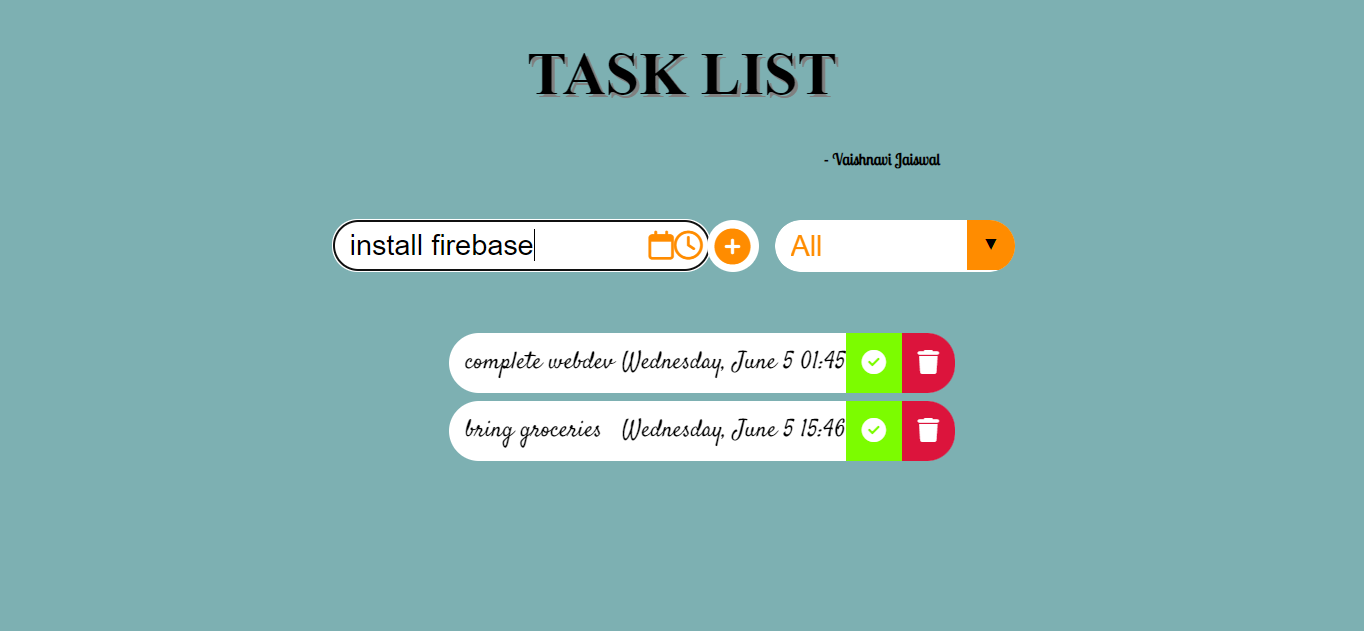 TASK LIST
- Vaishnavi Jaiswal
install firebase All
complete webdev Wednesday, June 5 01:45
bring groceries Wednesday, June 5 15:46